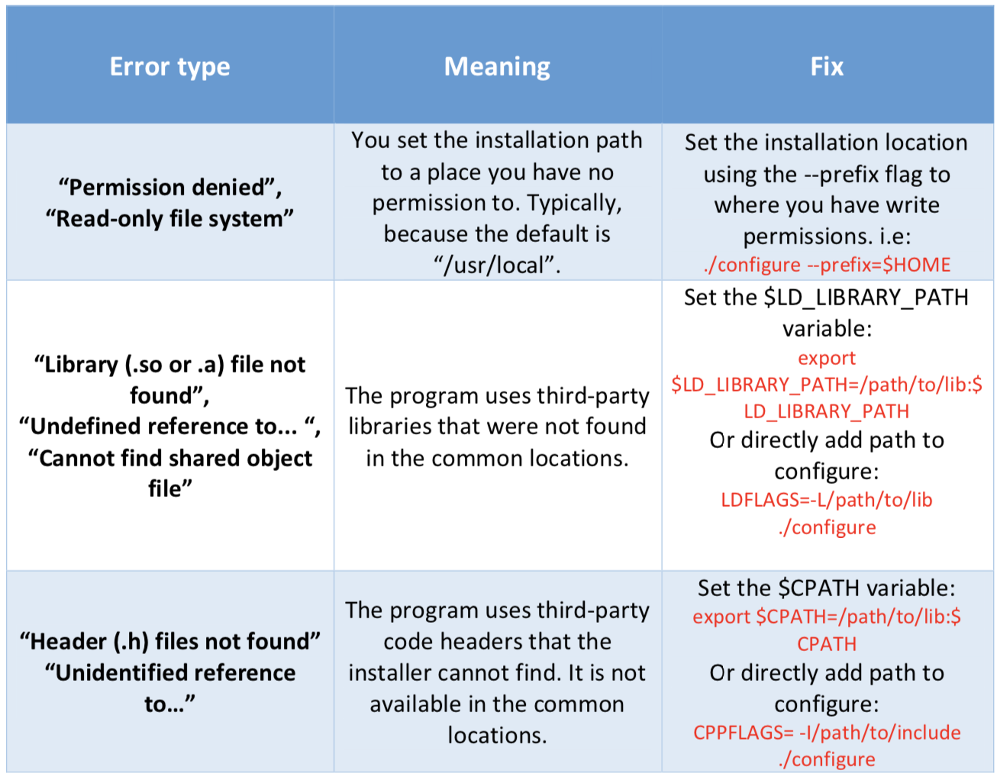 Error type
Meaning
Fix
“Permission denied”,
“Read-only file system”
You set the installation path
to a place you have no
permission to. Typically,
because the default is
“/usr/local”.
Set the installation location
using the --prefix flag to
where you have write
permissions. i.e:
./configure --prefix=$HOME
“Library (.so or .a) file not
found”,
“Undefined reference to... “,
“Cannot find shared object
file”
The program uses third-party
libraries that were not found
in the common locations.
Set the $LD_LIBRARY_PATH
variable:
export
$LD_LIBRARY_PATH=/path/to/lib:$
LD_LIBRARY_PATH
Or directly add path to
configure:
LDFLAGS=-L/path/to/lib
./configure
“Header (.h) files not found”
“Unidentified reference
to…”
The program uses third-party
code headers that the
installer cannot find. It is not
available in the common
locations.
Set the $CPATH variable:
export $CPATH=/path/to/lib:$
CPATH
Or directly add path to
configure:
CPPFLAGS= -I/path/to/include
./configure